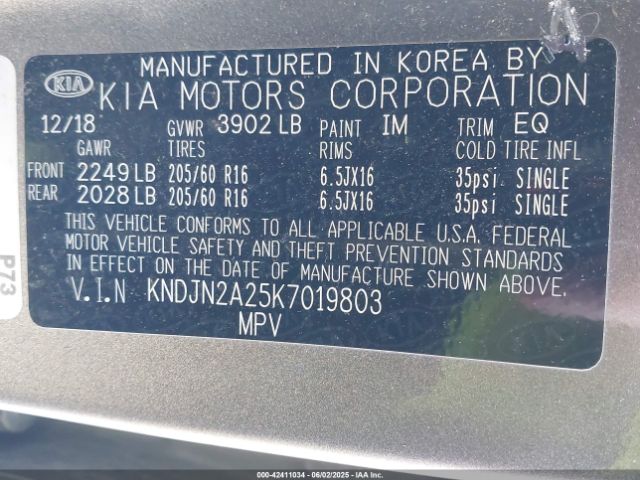 MANUFACTURED IN KOREA BY
KIA KIA MOTORS CORPORATION
12/18 GVWR 3902 LB PAINT IM TRIM EQ
GAWR TIRES RIMS COLD TIRE INFL
FRONT 2249 LB 205/60 R16 6.5JX16 35psi SINGLE
REAR 2028 LB 205/60 R16 6.5JX16 35psi SINGLE
THIS VEHICLE CONFORMS TO ALL APPLICABLE U.S.A. FEDERAL
MOTOR VEHICLE SAFETY AND THEFT PREVENTION STANDARDS
IN EFFECT ON THE DATE OF MANUFACTURE SHOWN ABOVE.
V.I.N KNDJN2A25K7019803
MPV
P73
00-42411034 - 06/02/2025 - IAAI.COM